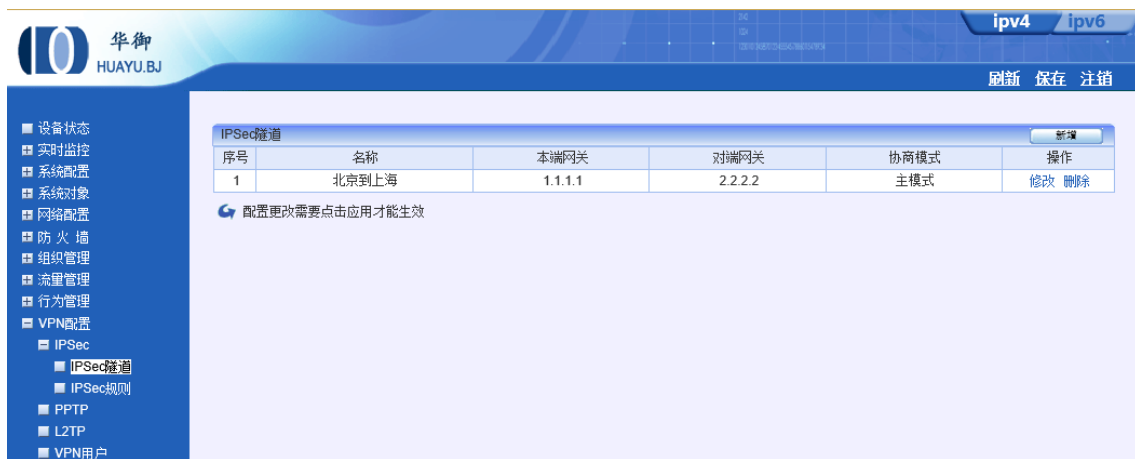 华御
HUAYU.BJ
ipv4 ipv6
刷新 保存 注销
设备状态
实时监控
系统配置
系统对象
网络配置
防 火 墙
组织管理
流量管理
行为管理
VPN配置
IPSec
IPSec隧道
IPSec规则
PPTP
L2TP
VPN用户
IPSec隧道 新增
序号 名称 本端网关 对端网关 协商模式 操作
1 北京到上海 1.1.1.1 2.2.2.2 主模式 修改 删除
配置更改需要点击应用才能生效